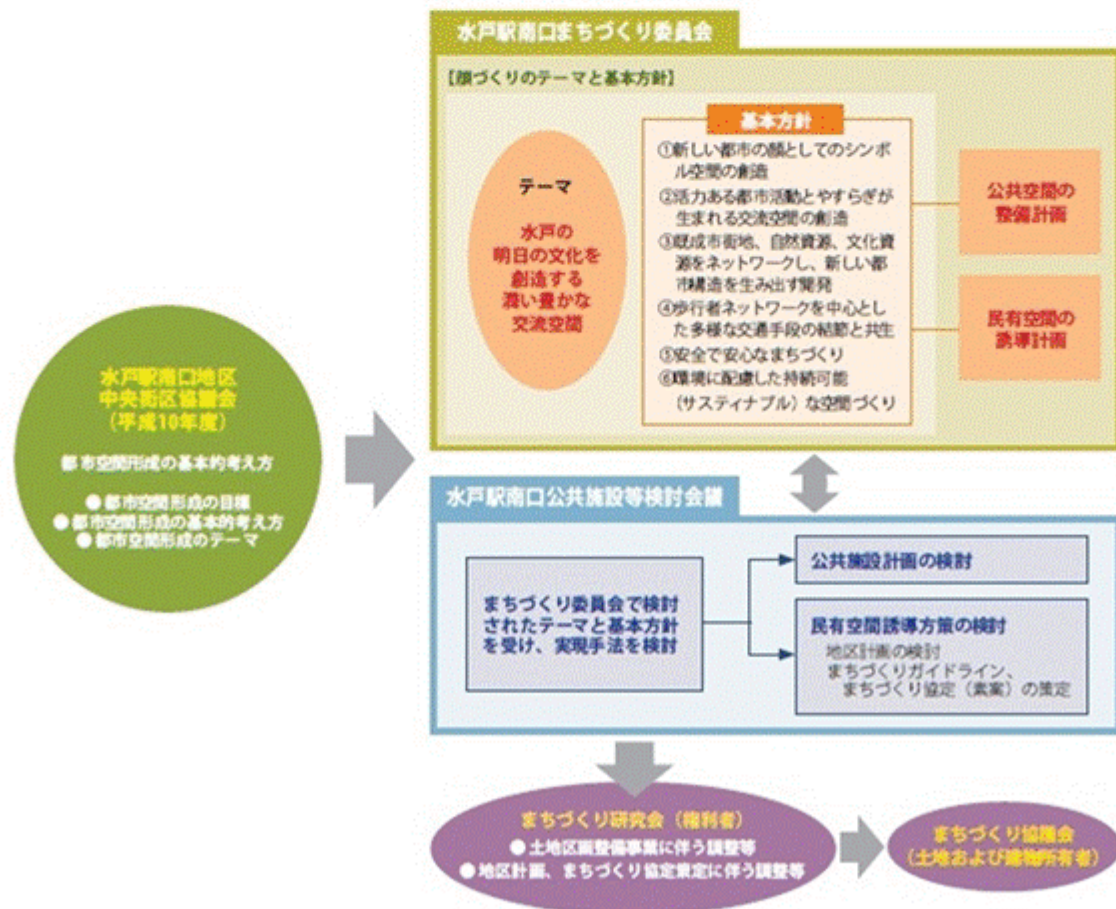 水戸駅南口まちづくり委員会
【顔づくりのテーマと基本方針】
テーマ
水戸の
明日の文化を
創造する
潤い豊かな
交流空間
基本方針
①新しい都市の顔としてのシンボ
ル空間の創造
②活力ある都市活動とやすらぎが
生まれる交流空間の創造
③既成市街地、自然資源、文化資
源をネットワークし、新しい都
市構造を生み出す開発
④歩行者ネットワークを中心とし
た多様な交通手段の結節と共生
⑤安全で安心なまちづくり
⑥環境に配慮した持続可能
(サスティナブル)な空間づくり
公共空間の
整備計画
民有空間の
誘導計画
水戸駅南口地区
中央街区協議会
(平成10年度)
都市空間形成の基本的考え方
●都市空間形成の目標
●都市空間形成の基本的考え方
●都市空間形成のテーマ
水戸駅南口公共施設等検討会議
まちづくり委員会で検討
されたテーマと基本方針
を受け、実現手法を検討
公共施設計画の検討
民有空間誘導方策の検討
地区計画の検討
まちづくりガイドライン、
まちづくり協定(素案)の策定
まちづくり研究会(権利者)
●土地区画整備事業に伴う調整等
●地区計画、まちづくり協定策定に伴う調整等
まちづくり協議会
(土地および建物所有者)